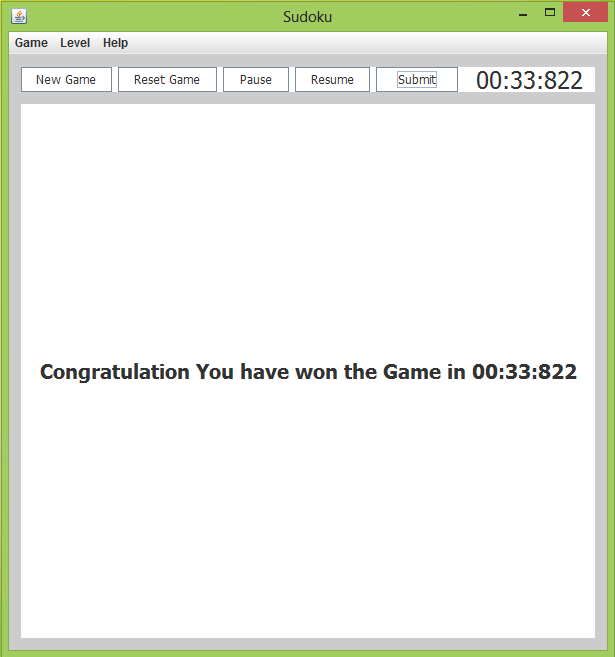 Sudoku
Game Level Help
New Game Reset Game Pause Resume Submit 00:33:822
Congratulation You have won the Game in 00:33:822